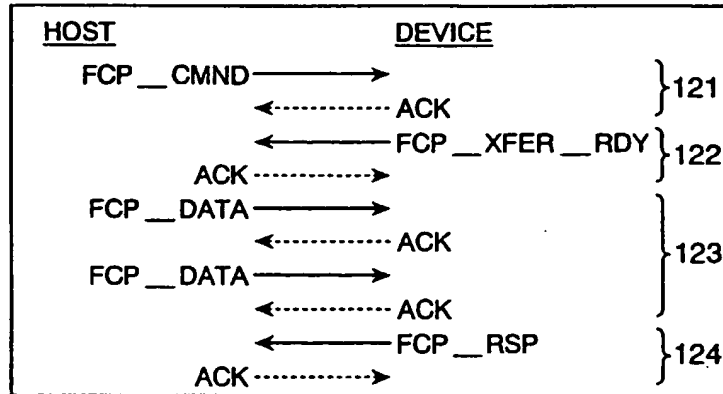 HOST DEVICE
FCP__CMND
ACK
121
FCP__XFER__RDY
ACK
122
FCP__DATA
ACK
FCP__DATA
ACK
123
FCP__RSP
ACK
124